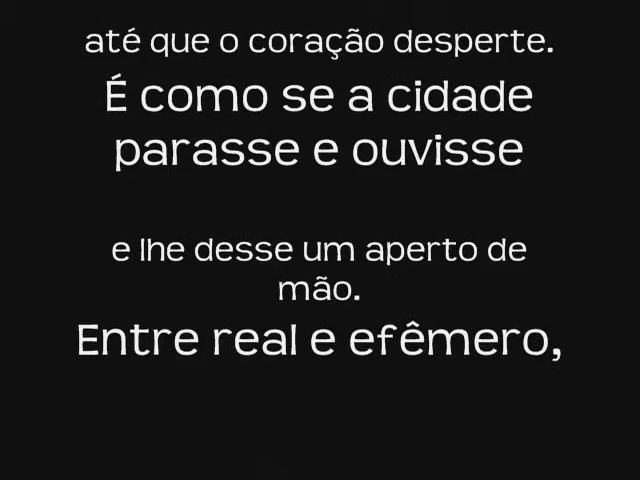 até que o coração desperte.
É como se a cidade
parasse e ouvisse
e lhe desse um aperto de
mão.
Entre real e efêmero,